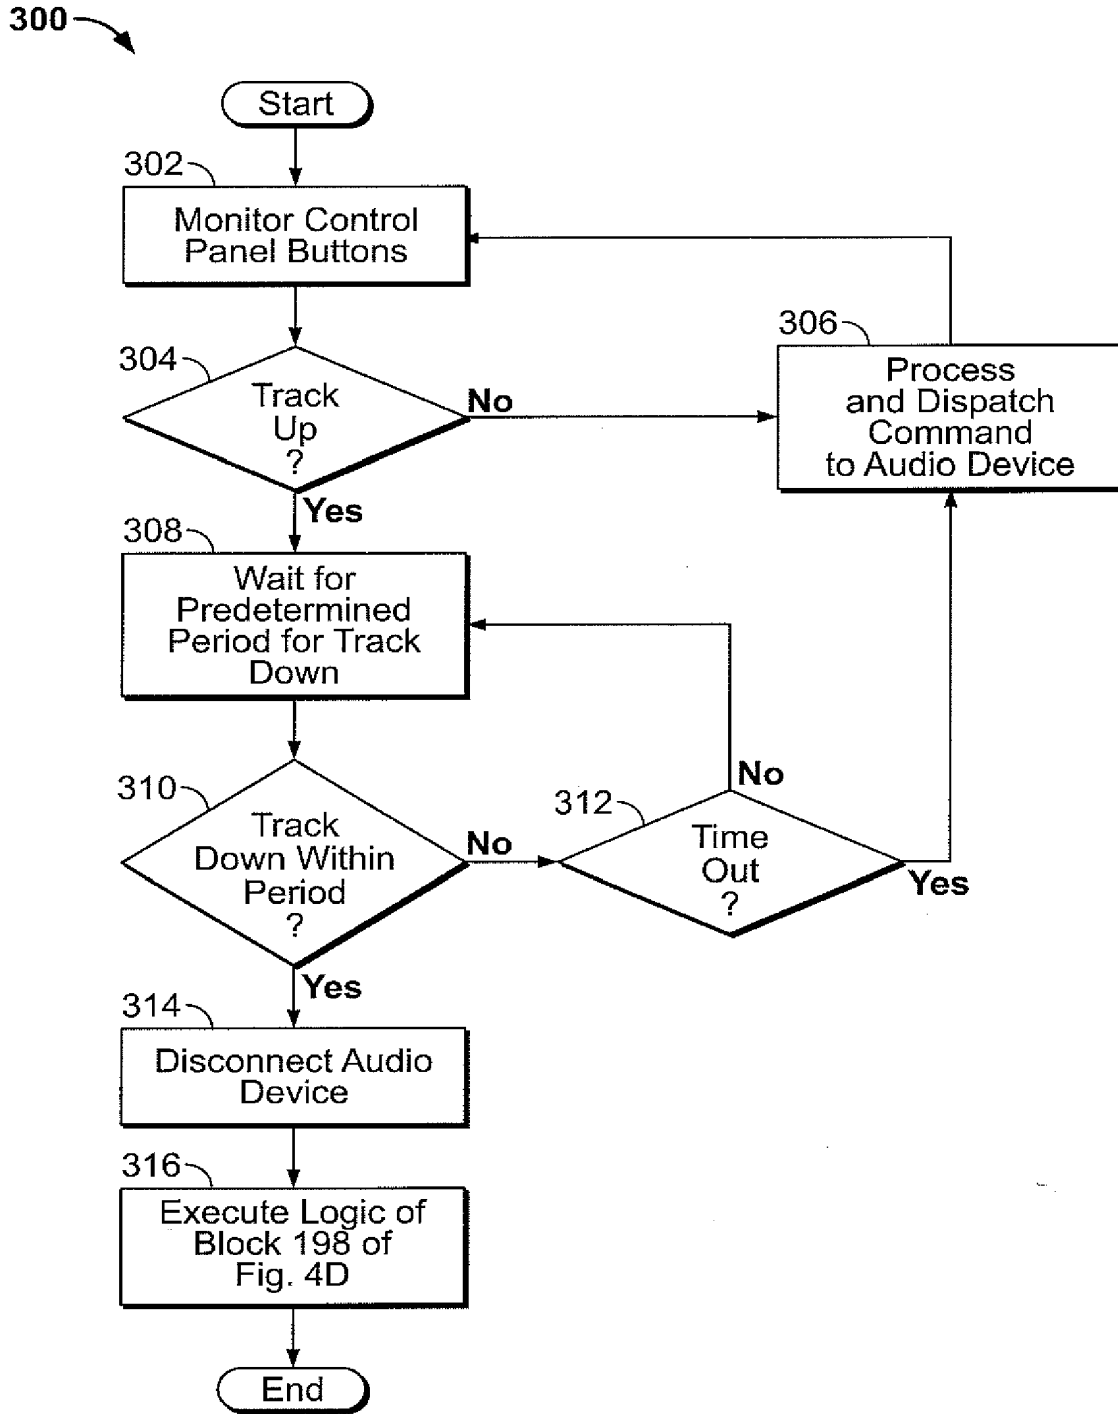 300
Start
302
Monitor Control
Panel Buttons
304
Track
Up
?
No
Yes
306
Process
and Dispatch
Command
to Audio Device
308
Wait for
Predetermined
Period for Track
Down
310
Track
Down Within
Period
?
No
Yes
312
Time
Out
?
No
Yes
314
Disconnect Audio
Device
316
Execute Logic of
Block 198 of
Fig. 4D
End